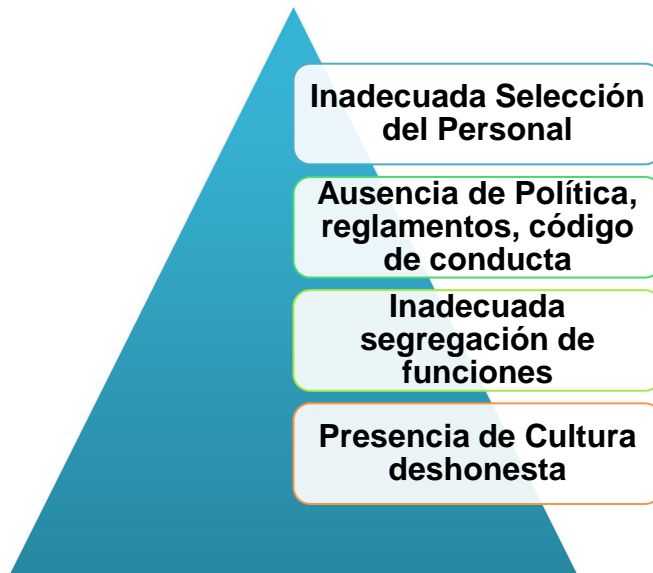 Inadecuada Selección
del Personal
Ausencia de Política,
reglamentos, código
de conducta
Inadecuada
segregación de
funciones
Presencia de Cultura
deshonesta